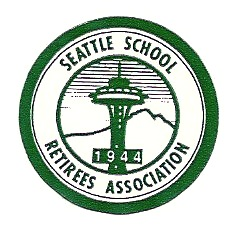 SEATTLE SCHOOL
1944
RETIREES ASSOCIATION